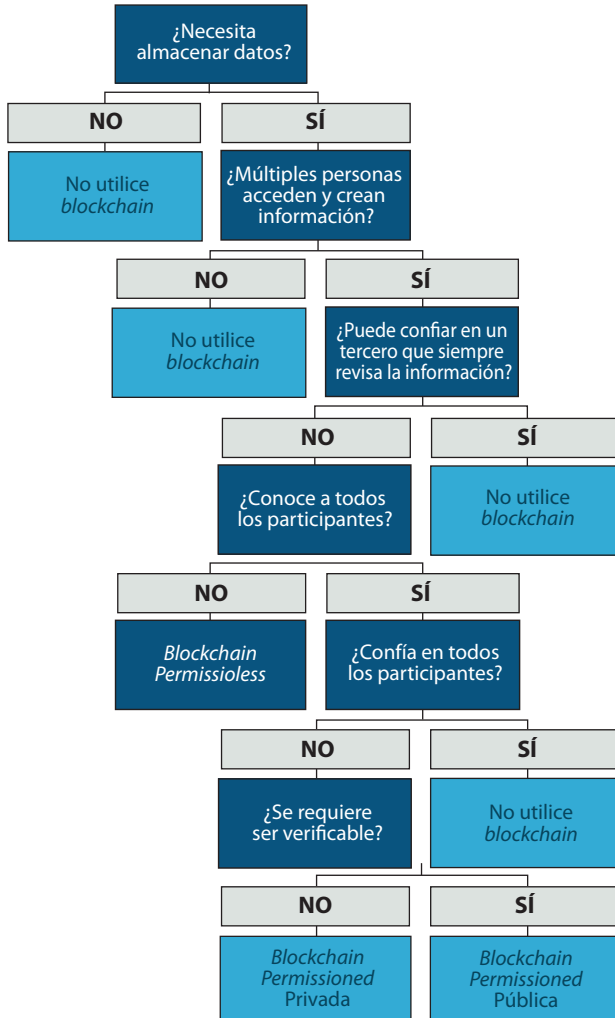 ¿Necesita
almacenar datos?
NO
SÍ
No utilice
blockchain
¿Múltiples personas
acceden y crean
información?
NO
SÍ
No utilice
blockchain
¿Puede confiar en un
tercero que siempre
revisa la información?
NO
SÍ
¿Conoce a todos
los participantes?
No utilice
blockchain
NO
SÍ
Blockchain
Permissioless
¿Confía en todos
los participantes?
NO
SÍ
¿Se requiere
ser verificable?
No utilice
blockchain
NO
SÍ
Blockchain
Permissioned
Privada
Blockchain
Permissioned
Pública